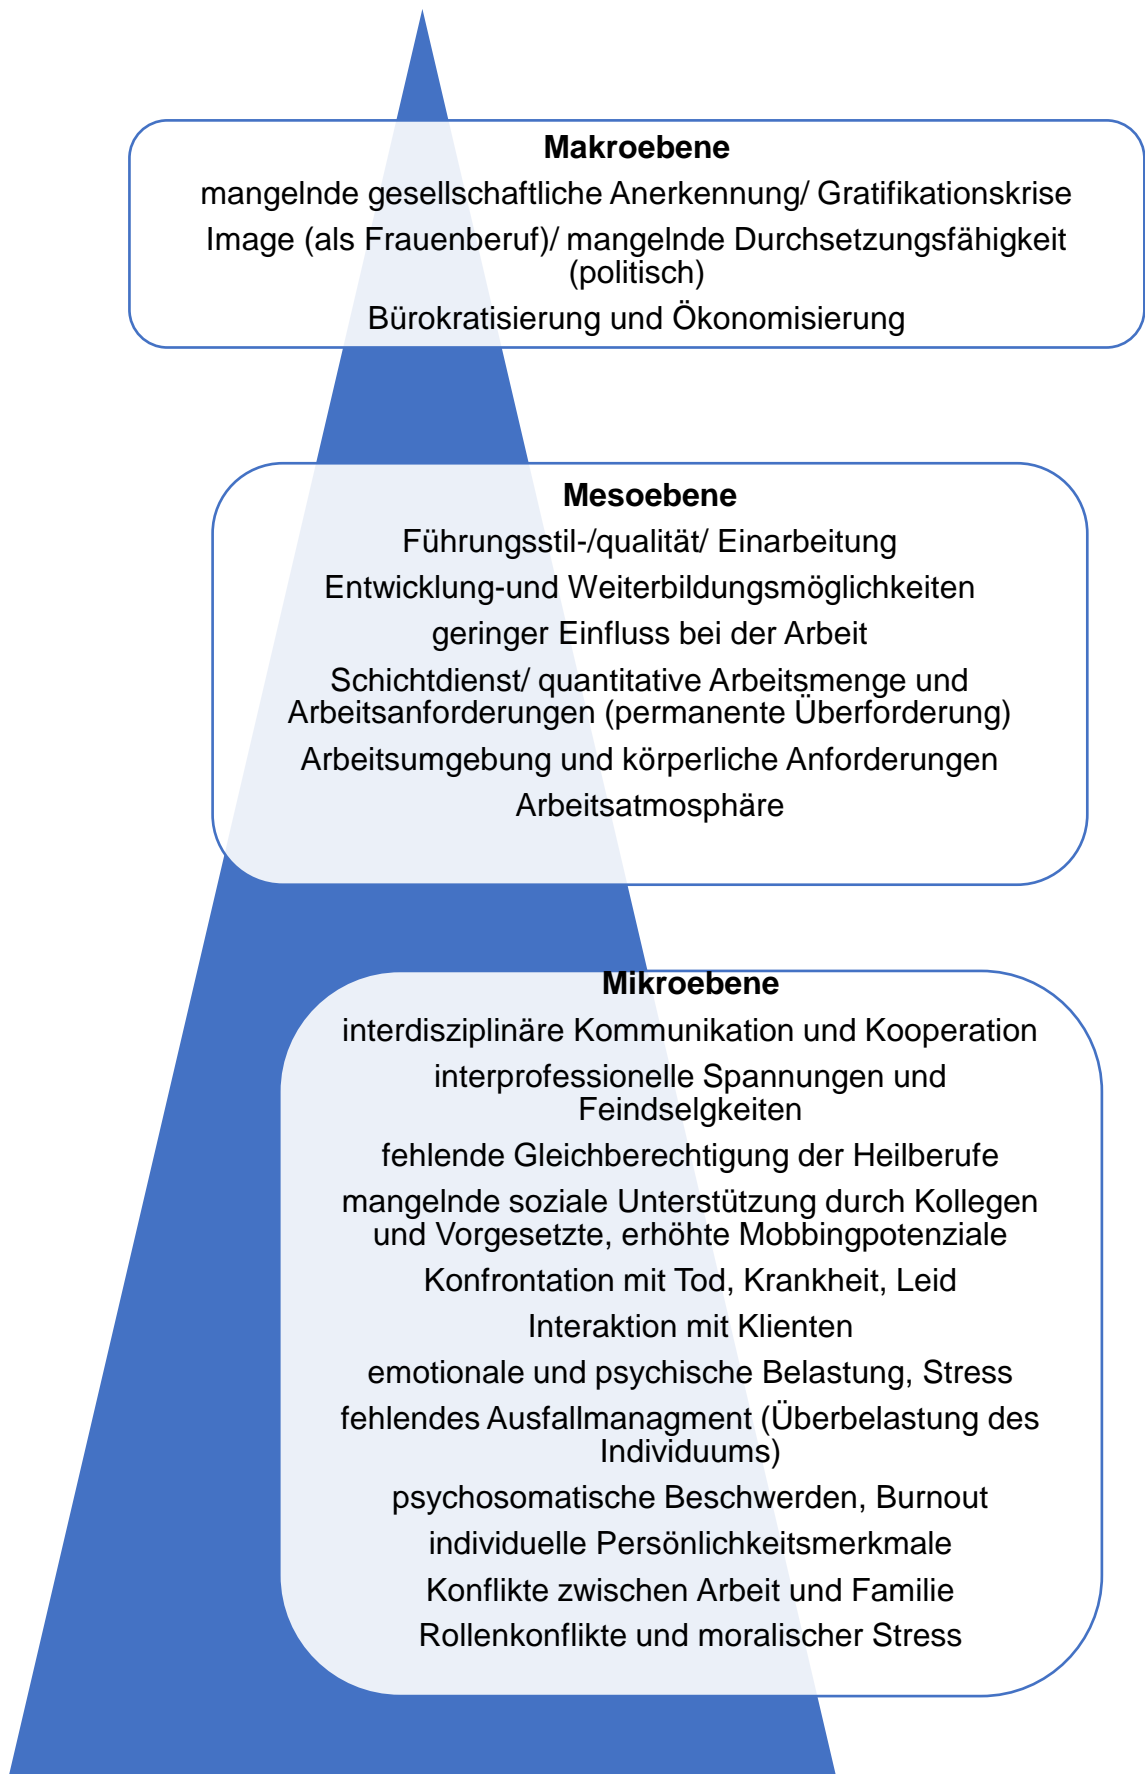 Makroebene
mangelnde gesellschaftliche Anerkennung/ Gratifikationskrise
Image (als Frauenberuf)/ mangelnde Durchsetzungsfähigkeit
(politisch)
Bürokratisierung und Ökonomisierung
Mesoebene
Führungsstil-/qualität/ Einarbeitung
Entwicklung-und Weiterbildungsmöglichkeiten
geringer Einfluss bei der Arbeit
Schichtdienst/ quantitative Arbeitsmenge und
Arbeitsanforderungen (permanente Überforderung)
Arbeitsumgebung und körperliche Anforderungen
Arbeitsatmosphäre
Mikroebene
interdisziplinäre Kommunikation und Kooperation
interprofessionelle Spannungen und
Feindselgkeiten
fehlende Gleichberechtigung der Heilberufe
mangelnde soziale Unterstützung durch Kollegen
und Vorgesetzte, erhöhte Mobbingpotenziale
Konfrontation mit Tod, Krankheit, Leid
Interaktion mit Klienten
emotionale und psychische Belastung, Stress
fehlendes Ausfallmanagment (Überbelastung des
Individuums)
psychosomatische Beschwerden, Burnout
individuelle Persönlichkeitsmerkmale
Konflikte zwischen Arbeit und Familie
Rollenkonflikte und moralischer Stress